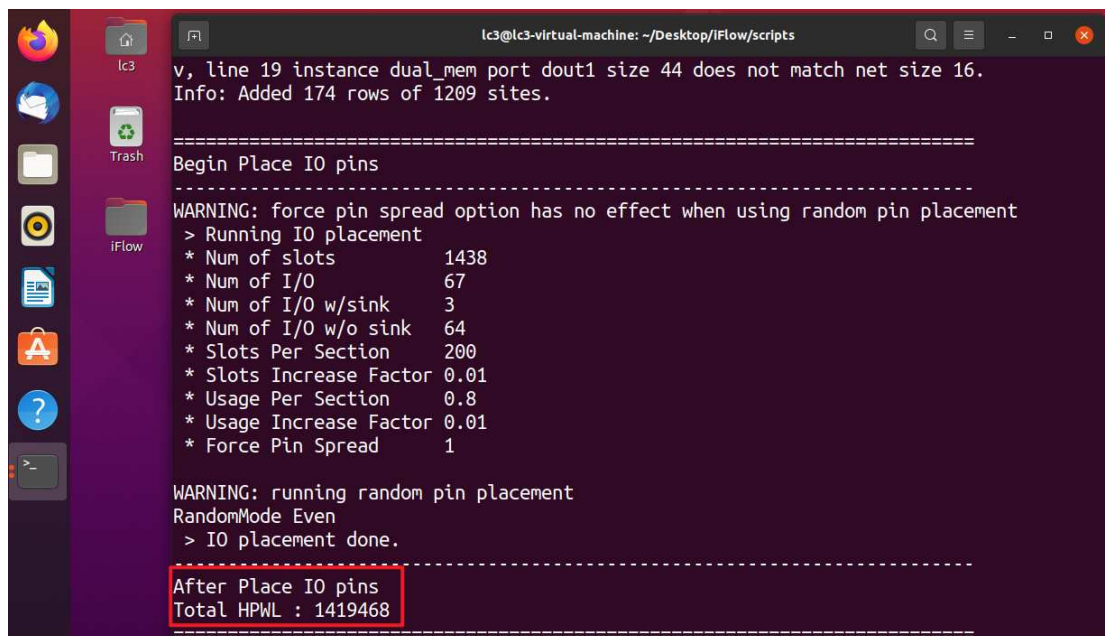 lc3@lc3-virtual-machine: ~/Desktop/iFlow/scripts
lc3
Trash
iFlow
v, line 19 instance dual_mem port dout1 size 44 does not match net size 16.
Info: Added 174 rows of 1209 sites.
==========================================================================
Begin Place IO pins
--------------------------------------------------------------------------
WARNING: force pin spread option has no effect when using random pin placement
> Running IO placement
* Num of slots 1438
* Num of I/O 67
* Num of I/O w/sink 3
* Num of I/O w/o sink 64
* Slots Per Section 200
* Slots Increase Factor 0.01
* Usage Per Section 0.8
* Usage Increase Factor 0.01
* Force Pin Spread 1
WARNING: running random pin placement
RandomMode Even
> IO placement done.
--------------------------------------------------------------------------
After Place IO pins
Total HPWL : 1419468
==========================================================================